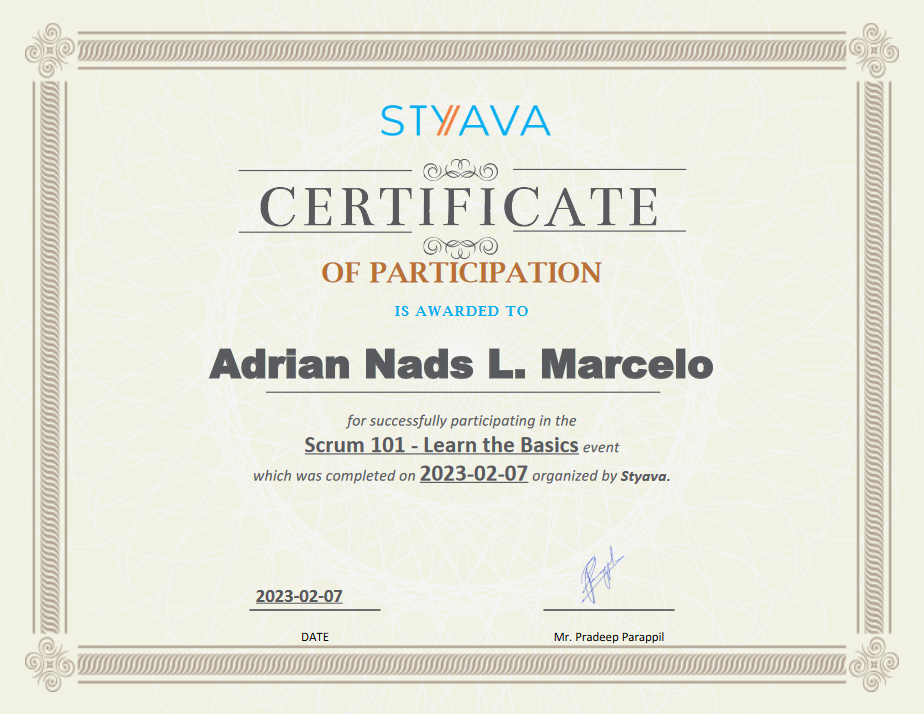 STYAVA
CERTIFICATE
OF PARTICIPATION
IS AWARDED TO
Adrian Nads L. Marcelo
for successfully participating in the
Scrum 101 - Learn the Basics event
which was completed on 2023-02-07 organized by Styava.
2023-02-07
DATE
Mr. Pradeep Parappil